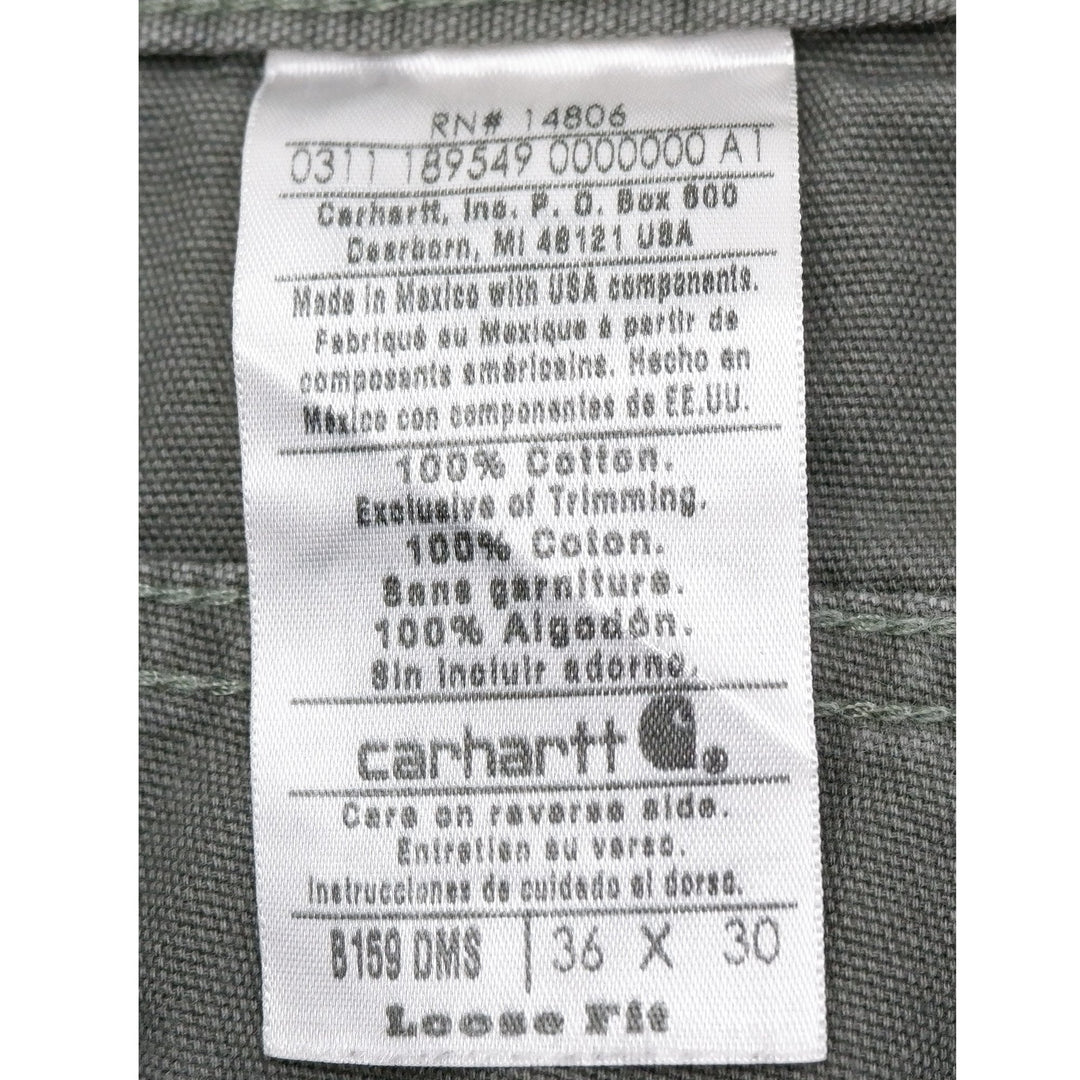 RN# 14806
0311 189549 0000000 A1
Carhartt, Inc. P. O. Box 600
Dearborn, MI 48121 USA
Made in Mexico with USA components.
Fabriqué au Mexique à partir de
composants américains. Hecho en
México con componentes de EE.UU.
100% Cotton.
Exclusive of Trimming.
100% Coton.
Sans garniture.
100% Algodón.
Sin incluir adorno.
carhartt ®
Care on reverse side.
Entretien au verso.
Instrucciones de cuidado al dorso.
B159 DMS | 36 X 30
Loose Fit